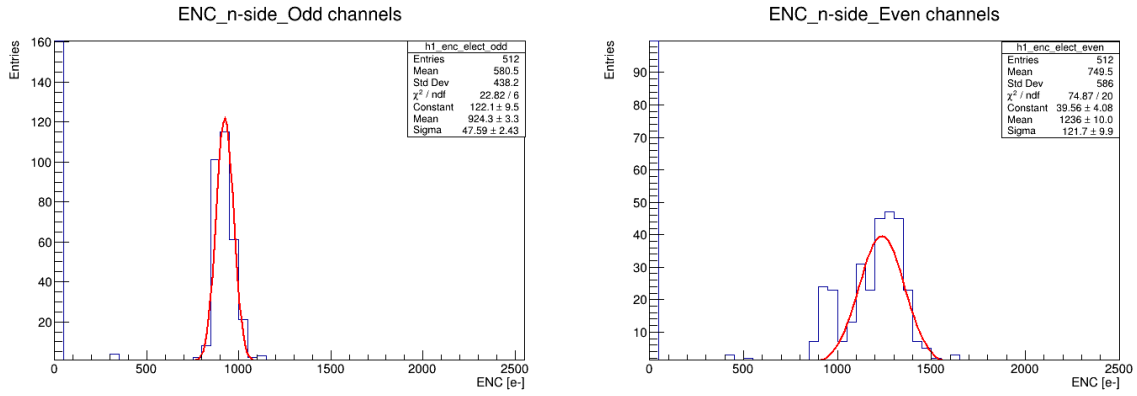 ENC_n-side_Odd channels
Entries
160
140
120
100
80
60
40
20
0 500 1000 1500 2000 2500
ENC [e-]
h1_enc_elect_odd
Entries 512
Mean 580.5
Std Dev 438.2
χ² / ndf 22.82 / 6
Constant 122.1 ± 9.5
Mean 924.3 ± 3.3
Sigma 47.59 ± 2.43
ENC_n-side_Even channels
Entries
90
80
70
60
50
40
30
20
10
0 500 1000 1500 2000 2500
ENC [e-]
h1_enc_elect_even
Entries 512
Mean 749.5
Std Dev 586
χ² / ndf 74.87 / 20
Constant 39.56 ± 4.08
Mean 1236 ± 10.0
Sigma 121.7 ± 9.9